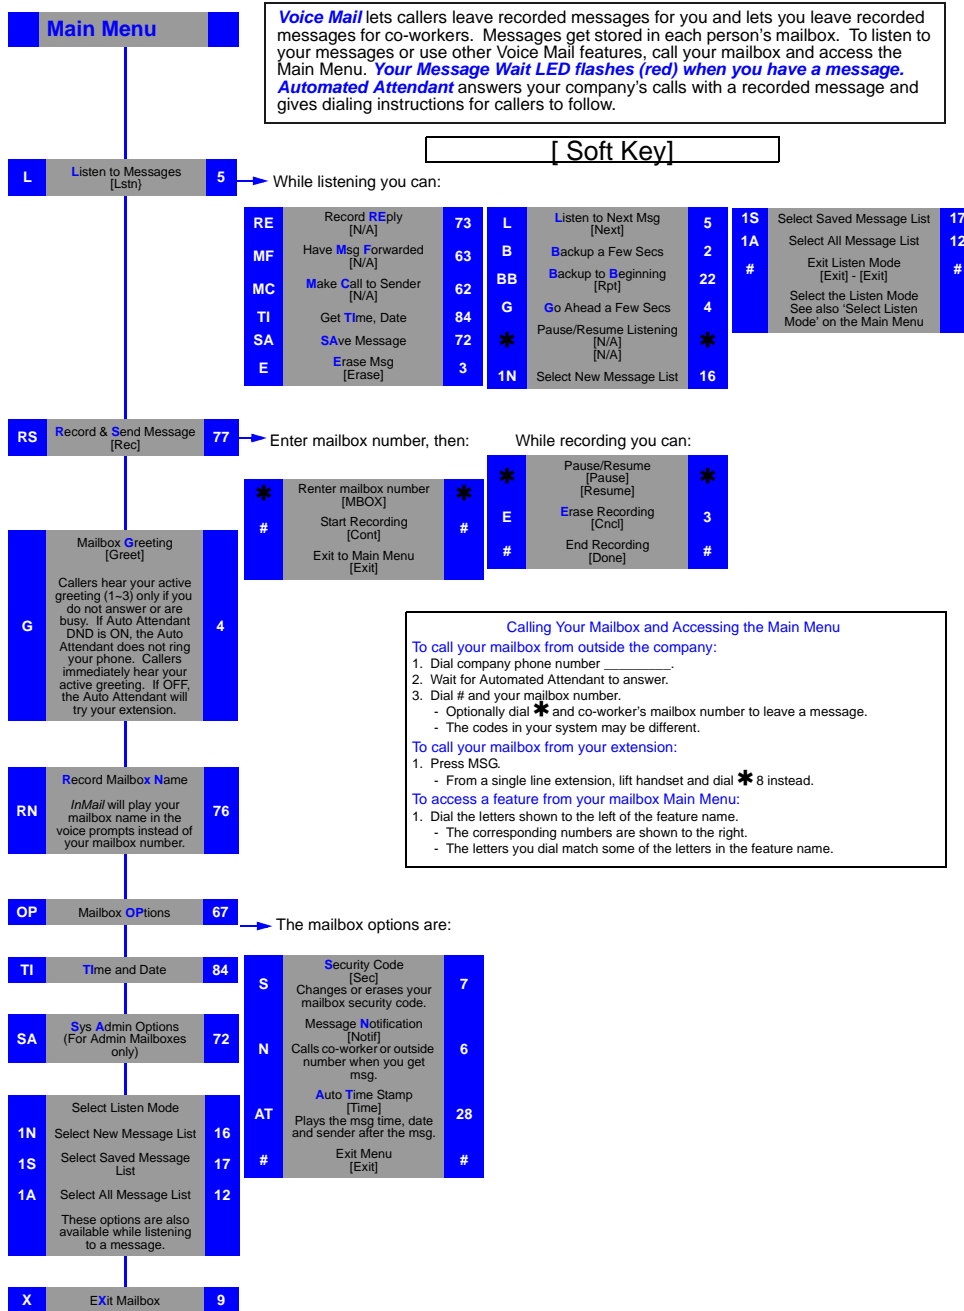 Main Menu
Voice Mail lets callers leave recorded messages for you and lets you leave recorded
messages for co-workers. Messages get stored in each person's mailbox. To listen to
your messages or use other Voice Mail features, call your mailbox and access the
Main Menu. Your Message Wait LED flashes (red) when you have a message.
Automated Attendant answers your company's calls with a recorded message and
gives dialing instructions for callers to follow.
[ Soft Key]
L Listen to Messages 5
[Lstn}
While listening you can:
RE Record REply 73
[N/A]
MF Have Msg Forwarded 63
[N/A]
MC Make Call to Sender 62
[N/A]
TI Get TIme, Date 84
SA SAve Message 72
E Erase Msg 3
[Erase]
L Listen to Next Msg 5
[Next]
B Backup a Few Secs 2
BB Backup to Beginning 22
[Rpt]
G Go Ahead a Few Secs 4
✱ Pause/Resume Listening ✱
[N/A]
[N/A]
1N Select New Message List 16
1S Select Saved Message List 17
1A Select All Message List 12
# Exit Listen Mode #
[Exit] - [Exit]
Select the Listen Mode
See also 'Select Listen
Mode' on the Main Menu
RS Record & Send Message 77
[Rec]
Enter mailbox number, then:
✱ Renter mailbox number ✱
[MBOX]
# Start Recording #
[Cont]
Exit to Main Menu
[Exit]
While recording you can:
✱ Pause/Resume ✱
[Pause]
[Resume]
E Erase Recording 3
[Cncl]
# End Recording #
[Done]
Mailbox Greeting
[Greet]
Callers hear your active
greeting (1~3) only if you
do not answer or are
busy. If Auto Attendant
G DND is ON, the Auto 4
Attendant does not ring
your phone. Callers
immediately hear your
active greeting. If OFF,
the Auto Attendant will
try your extension.
Calling Your Mailbox and Accessing the Main Menu
To call your mailbox from outside the company:
1. Dial company phone number _________.
2. Wait for Automated Attendant to answer.
3. Dial # and your mailbox number.
- Optionally dial ✱ and co-worker's mailbox number to leave a message.
- The codes in your system may be different.
To call your mailbox from your extension:
1. Press MSG.
- From a single line extension, lift handset and dial ✱ 8 instead.
To access a feature from your mailbox Main Menu:
1. Dial the letters shown to the left of the feature name.
- The corresponding numbers are shown to the right.
- The letters you dial match some of the letters in the feature name.
Record Mailbox Name
RN InMail will play your 76
mailbox name in the
voice prompts instead of
your mailbox number.
OP Mailbox OPtions 67
The mailbox options are:
S Security Code 7
[Sec]
Changes or erases your
mailbox security code.
Message Notification
[Notif]
N Calls co-worker or outside 6
number when you get
msg.
Auto Time Stamp
AT [Time] 28
Plays the msg time, date
and sender after the msg.
# Exit Menu #
[Exit]
TI TIme and Date 84
SA Sys Admin Options 72
(For Admin Mailboxes
only)
Select Listen Mode
1N Select New Message List 16
1S Select Saved Message 17
List
1A Select All Message List 12
These options are also
available while listening
to a message.
X EXit Mailbox 9